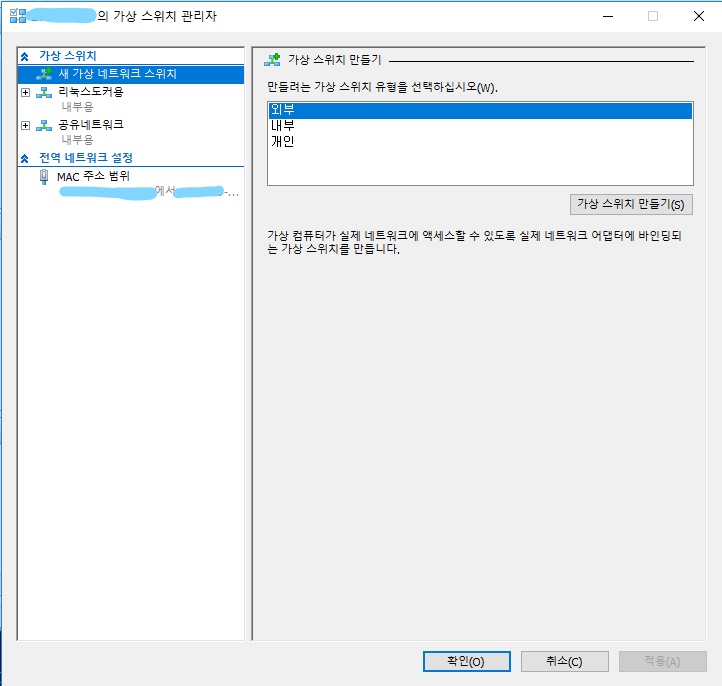 의 가상 스위치 관리자
가상 스위치
새 가상 네트워크 스위치
리눅스도커용
내부용
공유네트워크
내부용
전역 네트워크 설정
MAC 주소 범위
에서 -...
가상 스위치 만들기
만들려는 가상 스위치 유형을 선택하십시오(W).
외부
내부
개인
가상 스위치 만들기(S)
가상 컴퓨터가 실제 네트워크에 액세스할 수 있도록 실제 네트워크 어댑터에 바인딩되
는 가상 스위치를 만듭니다.
확인(O)
취소(C)
적용(A)